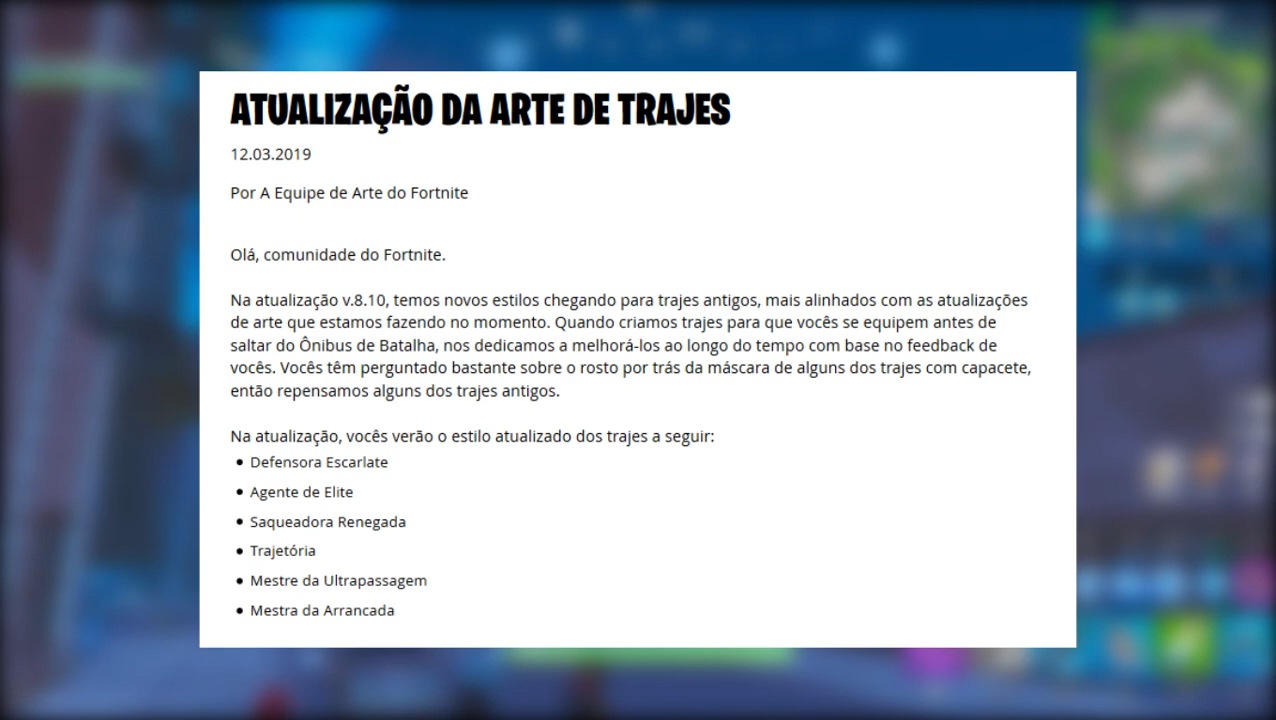 ATUALIZAÇÃO DA ARTE DE TRAJES
12.03.2019
Por A Equipe de Arte do Fortnite
Olá, comunidade do Fortnite.
Na atualização v.8.10, temos novos estilos chegando para trajes antigos, mais alinhados com as atualizações
de arte que estamos fazendo no momento. Quando criamos trajes para que vocês se equipem antes de
saltar do Ônibus de Batalha, nos dedicamos a melhorá-los ao longo do tempo com base no feedback de
vocês. Vocês têm perguntado bastante sobre o rosto por trás da máscara de alguns dos trajes com capacete,
então repensamos alguns dos trajes antigos.
Na atualização, vocês verão o estilo atualizado dos trajes a seguir:
• Defensora Escarlate
• Agente de Elite
• Saqueadora Renegada
• Trajetória
• Mestre da Ultrapassagem
• Mestra da Arrancada